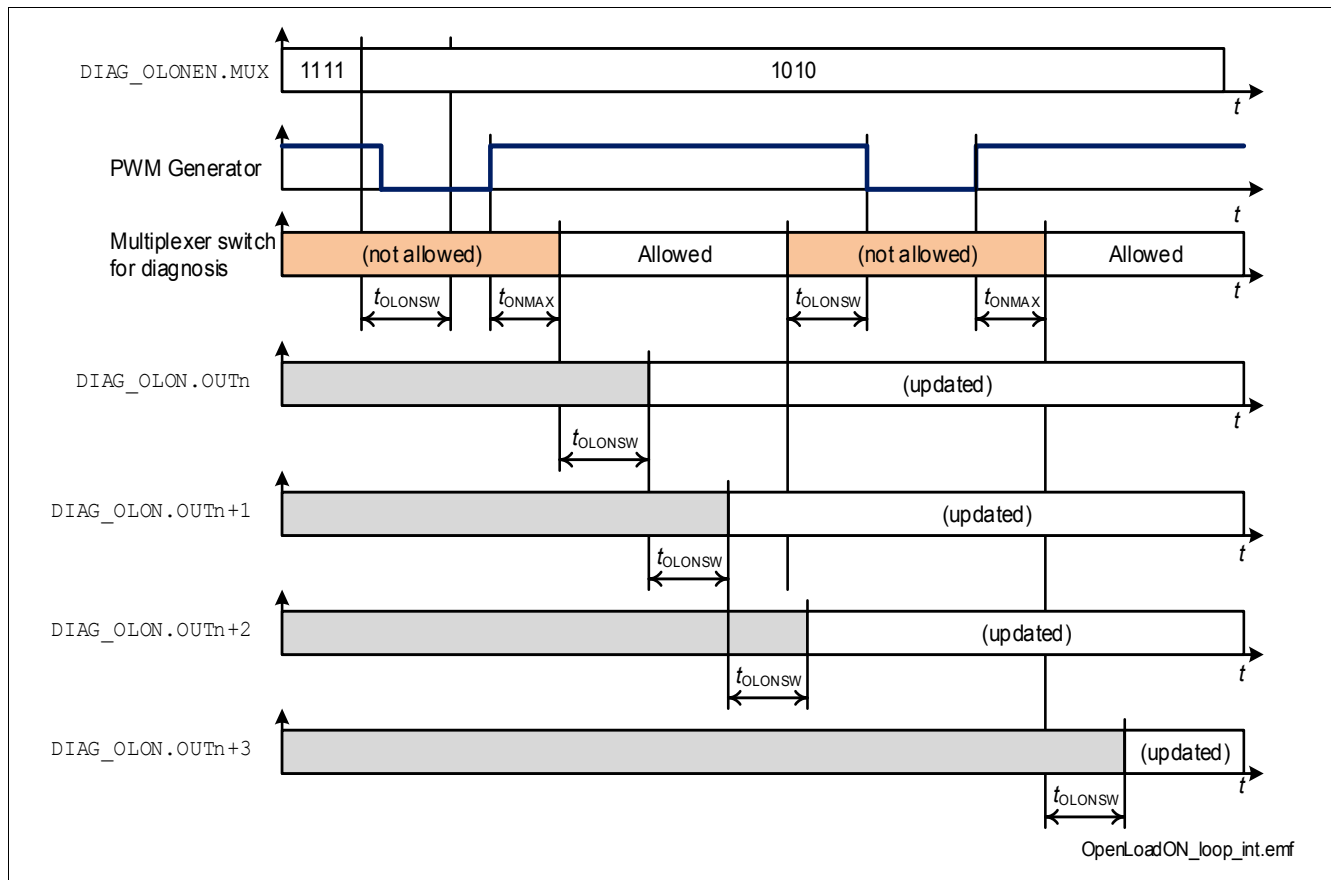 DIAG_OLONEN.MUX
1111
1010
t
PWM Generator
t
Multiplexer switch
for diagnosis
(not allowed)
Allowed
(not allowed)
Allowed
t
tOLONSW
tONMAX
tOLONSW
tONMAX
DIAG_OLON.OUTn
(updated)
t
tOLONSW
DIAG_OLON.OUTn+1
(updated)
t
tOLONSW
DIAG_OLON.OUTn+2
(updated)
t
tOLONSW
DIAG_OLON.OUTn+3
(updated)
t
tOLONSW
OpenLoadON_loop_int.emf